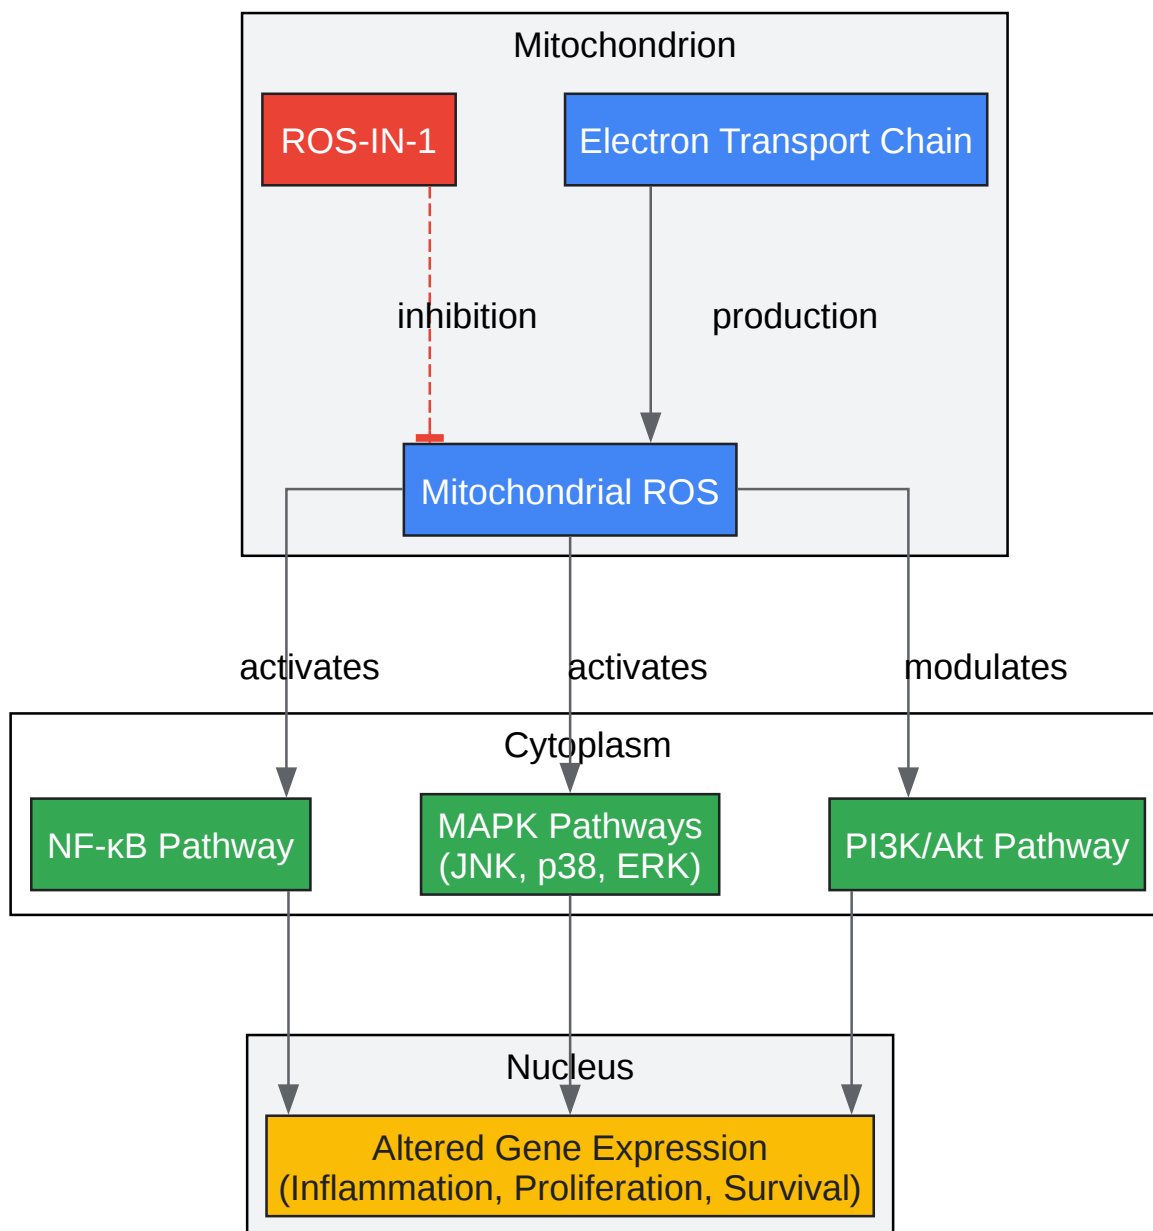 Mitochondrion
ROS-IN-1
Electron Transport Chain
inhibition
production
Mitochondrial ROS
activates
activates
modulates
Cytoplasm
NF-κB Pathway
MAPK Pathways
(JNK, p38, ERK)
PI3K/Akt Pathway
Nucleus
Altered Gene Expression
(Inflammation, Proliferation, Survival)